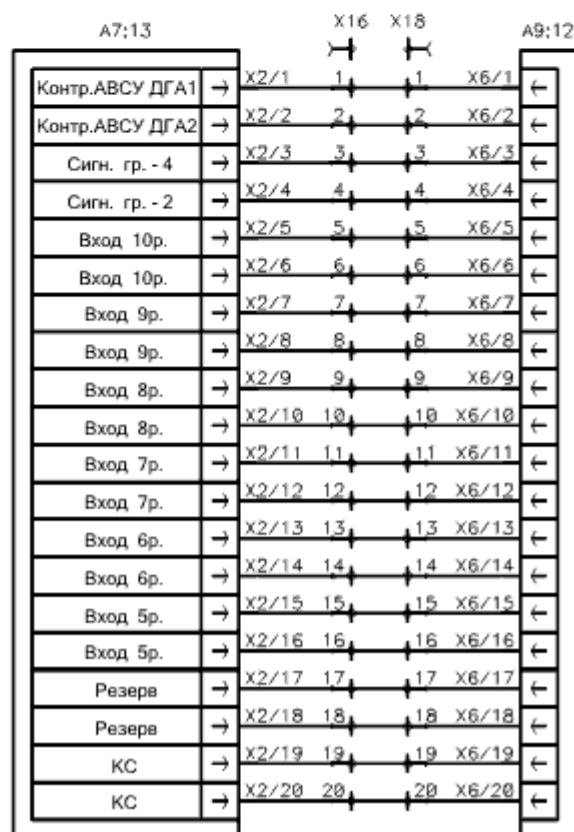 A7;13 X16 X18 A9;12
Контр.АВСУ ДГА1 X2/1 1 1 X6/1
Контр.АВСУ ДГА2 X2/2 2 2 X6/2
Сигн. гр. - 4 X2/3 3 3 X6/3
Сигн. гр. - 2 X2/4 4 4 X6/4
Вход 10р. X2/5 5 5 X6/5
Вход 10р. X2/6 6 6 X6/6
Вход 9р. X2/7 7 7 X6/7
Вход 9р. X2/8 8 8 X6/8
Вход 8р. X2/9 9 9 X6/9
Вход 8р. X2/10 10 10 X6/10
Вход 7р. X2/11 11 11 X6/11
Вход 7р. X2/12 12 12 X6/12
Вход 6р. X2/13 13 13 X6/13
Вход 6р. X2/14 14 14 X6/14
Вход 5р. X2/15 15 15 X6/15
Вход 5р. X2/16 16 16 X6/16
Резерв X2/17 17 17 X6/17
Резерв X2/18 18 18 X6/18
КС X2/19 19 19 X6/19
КС X2/20 20 20 X6/20